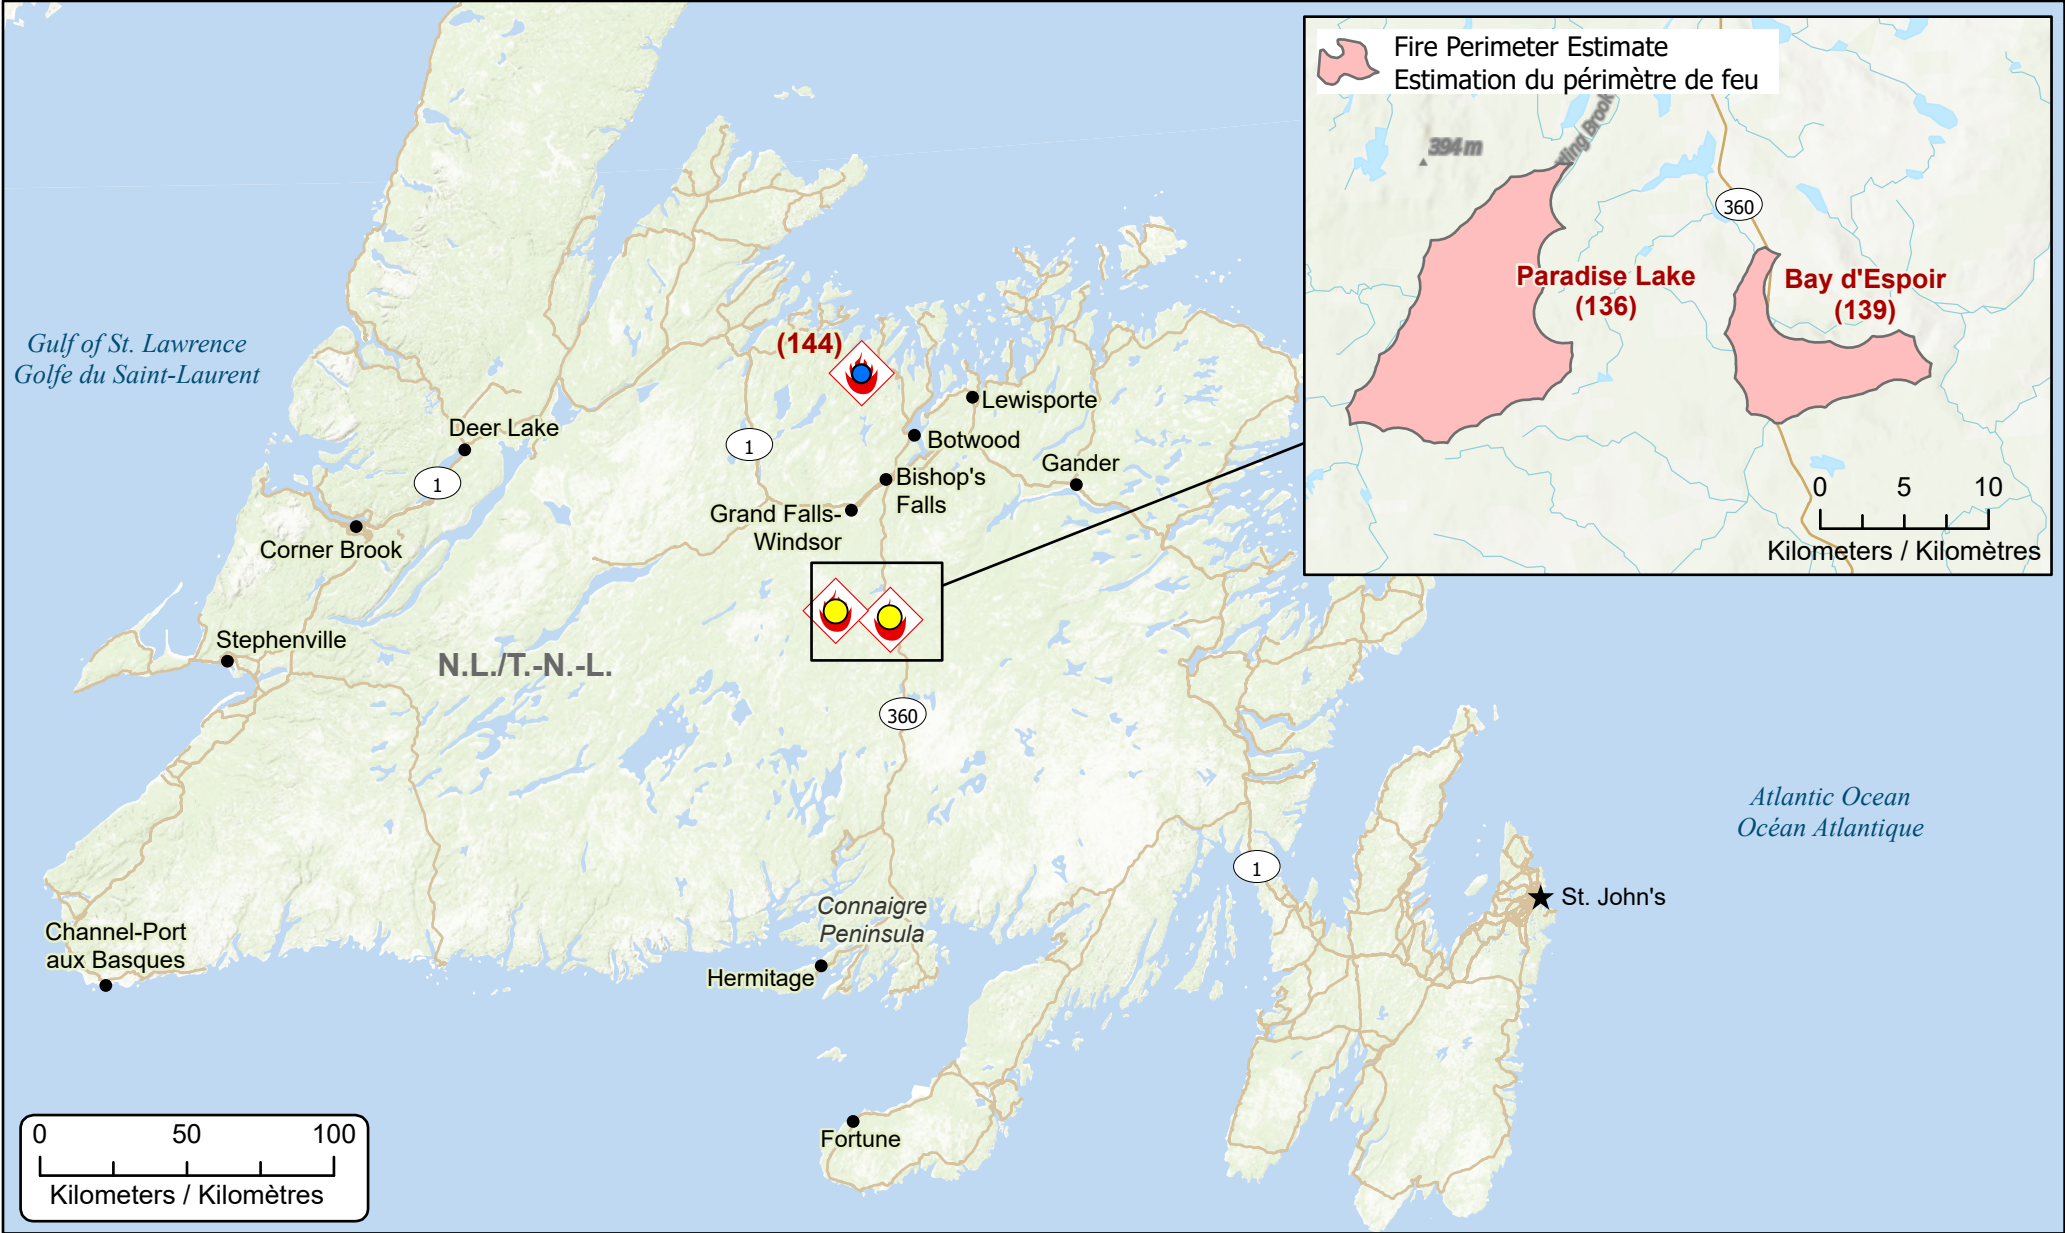 Fire Perimeter Estimate
Estimation du périmètre de feu
394 m
Brook
360
Paradise Lake
(136)
Bay d'Espoir
(139)
0 5 10
Kilometers / Kilomètres
Gulf of St. Lawrence
Golfe du Saint-Laurent
(144)
Lewisporte
Deer Lake
Botwood
1
Gander
Bishop's
Falls
1
Grand Falls-
Windsor
Corner Brook
Stephenville
N.L./T.-N.-L.
360
Atlantic Ocean
Océan Atlantique
1
St. John's
Connaigre
Peninsula
Channel-Port
aux Basques
Hermitage
Fortune
0 50 100
Kilometers / Kilomètres